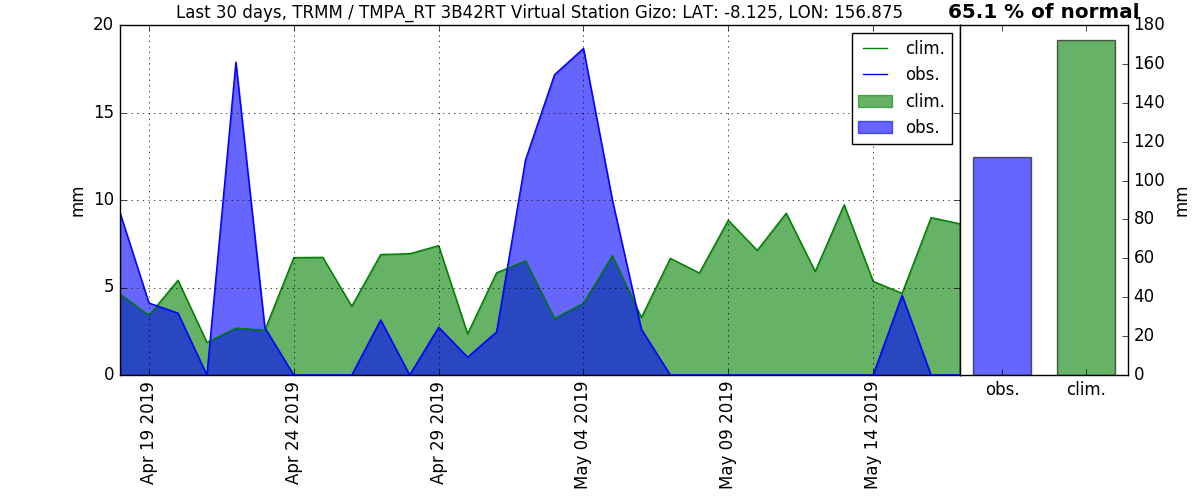 Last 30 days, TRMM / TMPA_RT 3B42RT Virtual Station Gizo: LAT: -8.125, LON: 156.875
65.1 % of normal
20
15
10
5
0
mm
clim.
obs.
clim.
obs.
180
160
140
120
100
80
60
40
20
0
mm
Apr 19 2019
Apr 24 2019
Apr 29 2019
May 04 2019
May 09 2019
May 14 2019
obs.
clim.